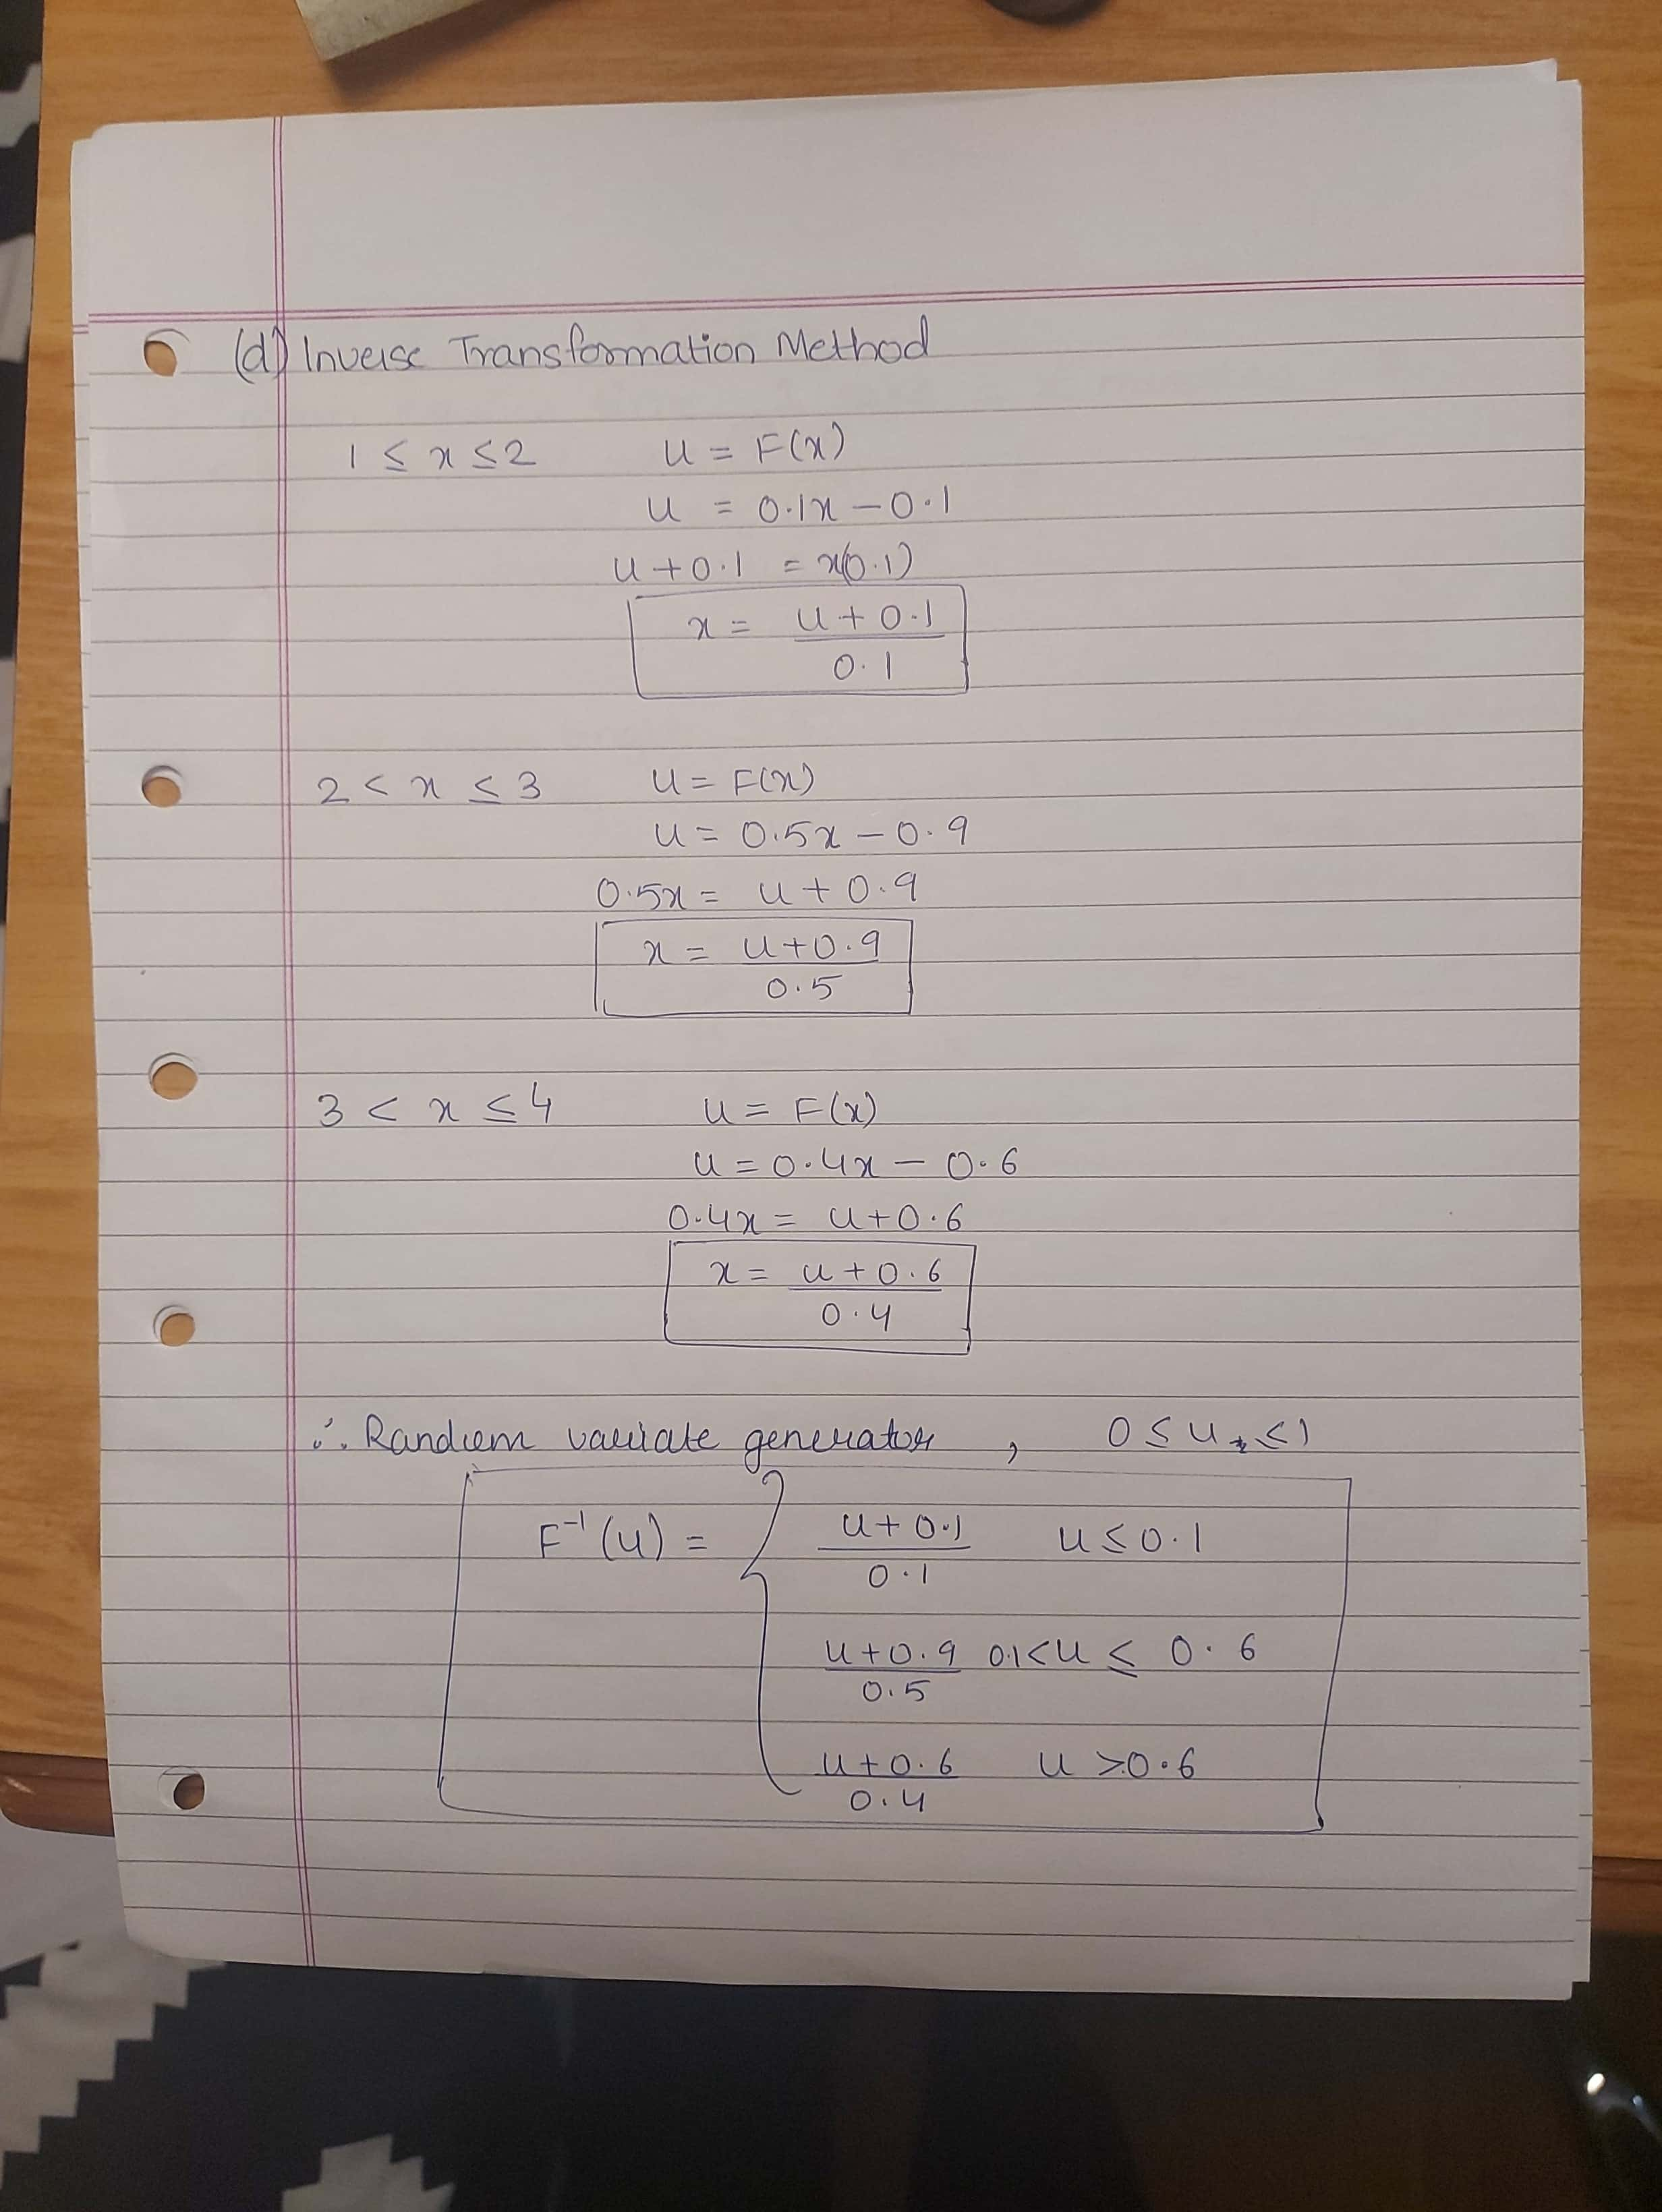 (d) Inverse Transformation Method
1 ≤ x ≤ 2 u = F(x)
u = 0.1x − 0.1
u + 0.1 = x(0.1)
x = u + 0.1
0.1
2 < x ≤ 3 u = F(x)
u = 0.5x − 0.9
0.5x = u + 0.9
x = u + 0.9
0.5
3 < x ≤ 4 u = F(x)
u = 0.4x − 0.6
0.4x = u + 0.6
x = u + 0.6
0.4
∴ Random variate generator, 0 ≤ u ≤ 1
F⁻¹(u) = { u + 0.1 u ≤ 0.1
0.1
u + 0.9 0.1 < u ≤ 0.6
0.5
u + 0.6 u > 0.6
0.4